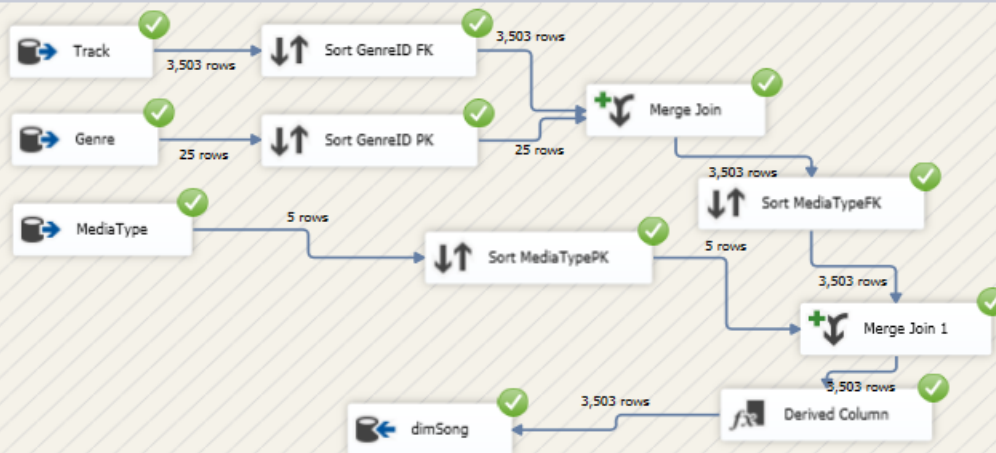 Track
3,503 rows
Sort GenreID FK
3,503 rows
Genre
25 rows
Sort GenreID PK
25 rows
Merge Join
3,503 rows
MediaType
5 rows
Sort MediaTypePK
5 rows
Sort MediaTypeFK
3,503 rows
Merge Join 1
3,503 rows
Derived Column
3,503 rows
dimSong